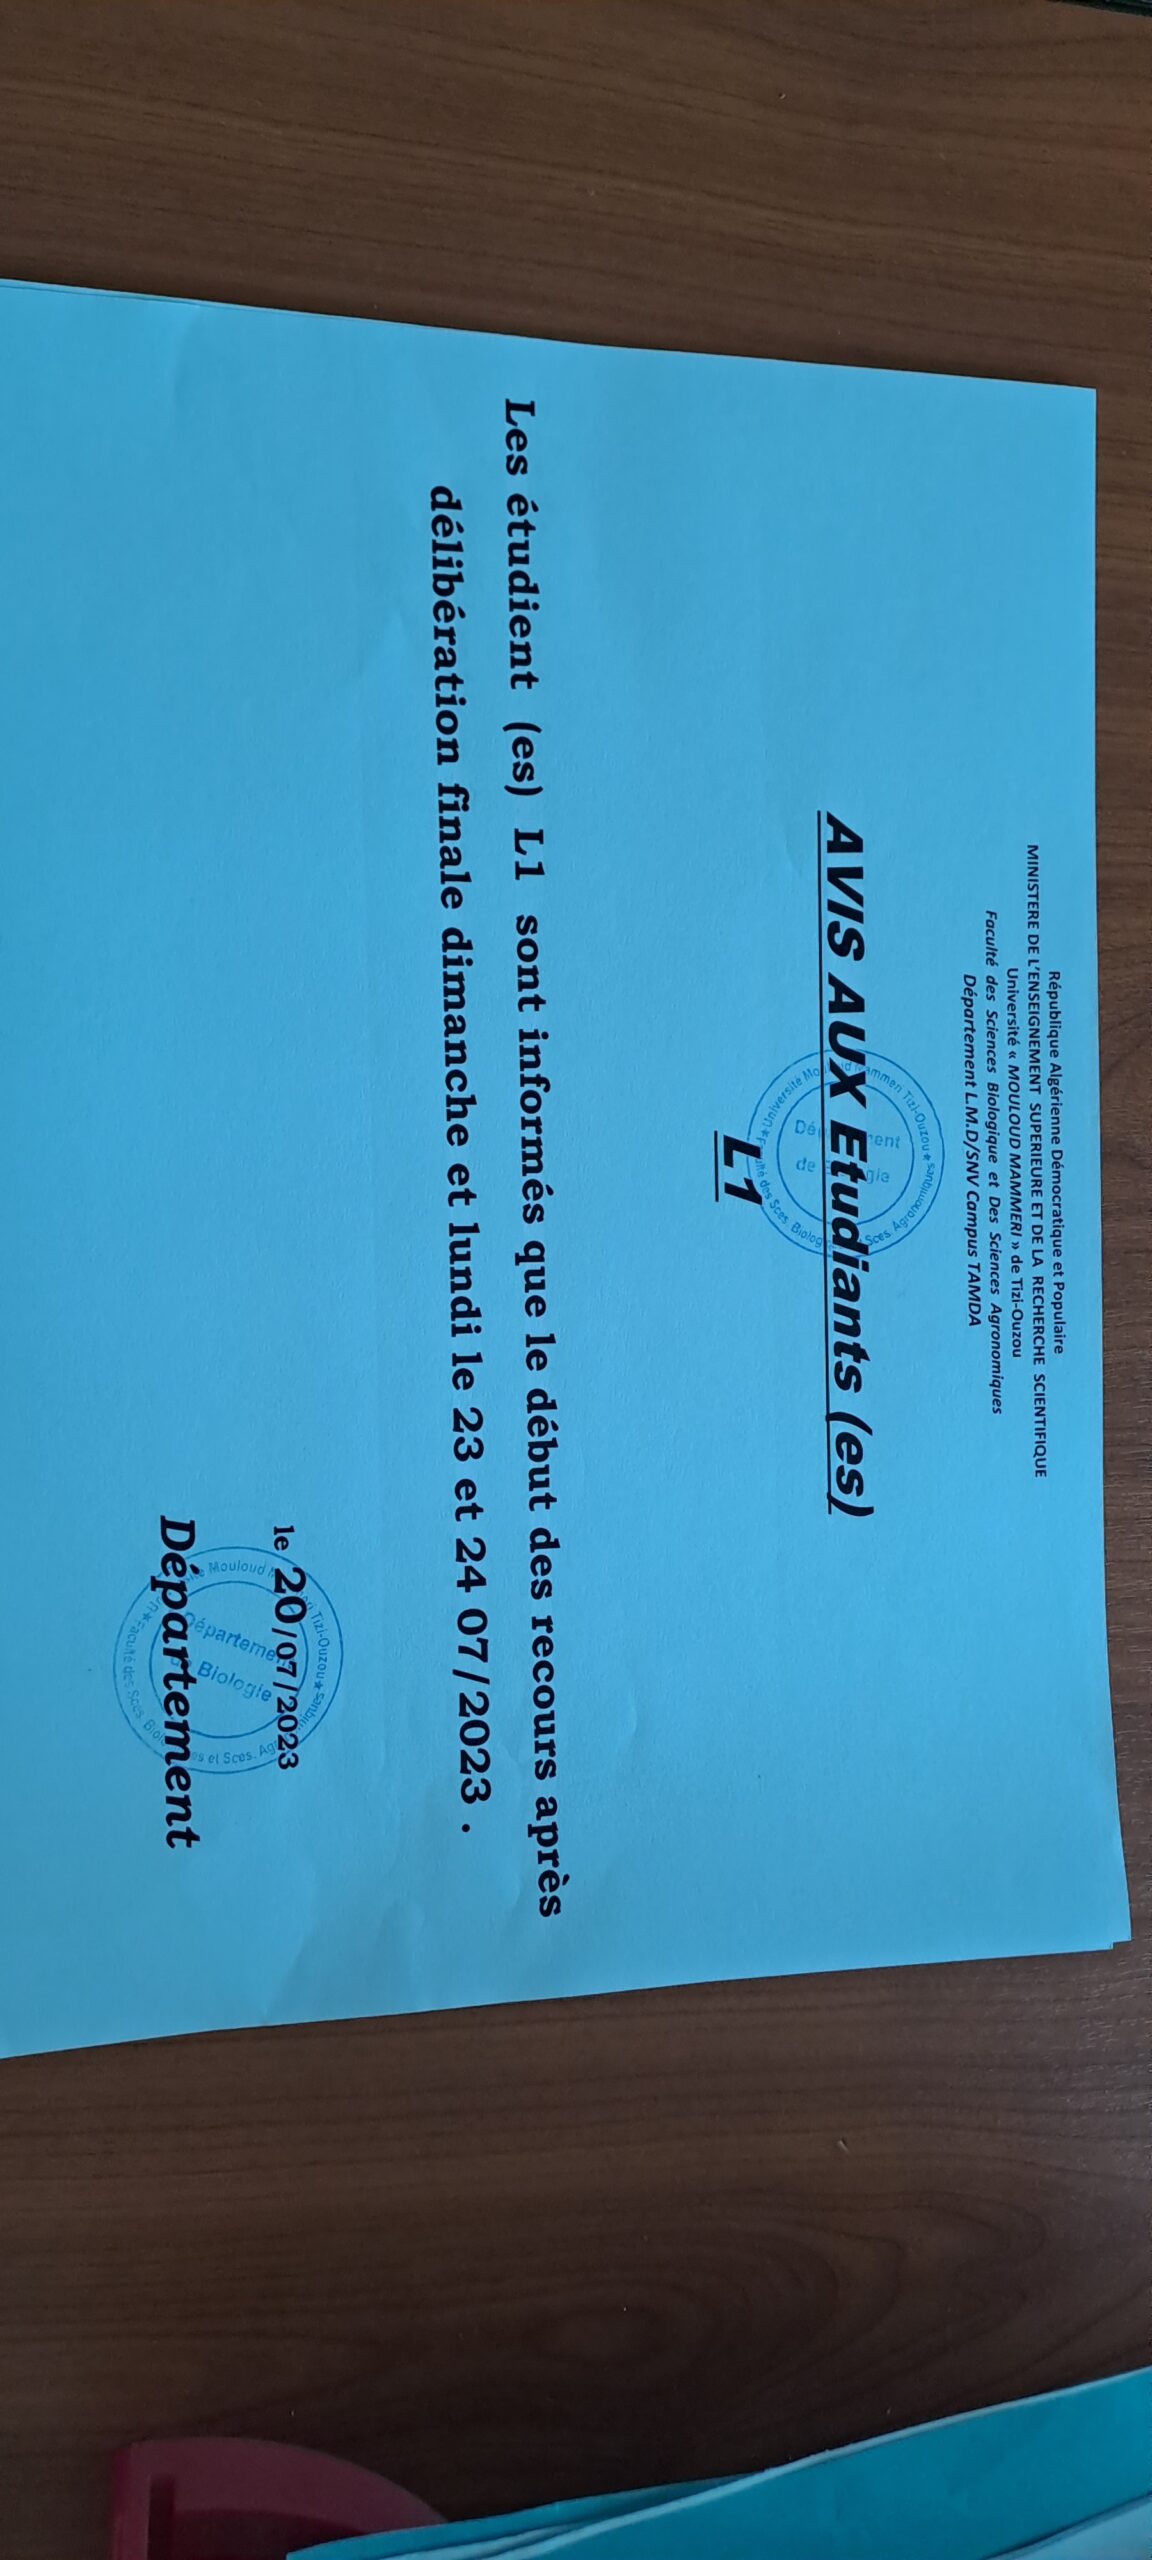 République Algérienne Démocratique et Populaire
MINISTERE DE L'ENSEIGNEMENT SUPERIEURE ET DE LA RECHERCHE SCIENTIFIQUE
Université « MOULOUD MAMMERI » de Tizi-Ouzou
Faculté des Sciences Biologique et Des Sciences Agronomiques
Département L.M.D/SNV Campus TAMDA
AVIS AUX Etudiants (es)
L1
Les étudient (es) L1 sont informés que le début des recours après
délibération finale dimanche et lundi le 23 et 24 07/2023 .
le 20/07/2023
Département
Département
Biologie